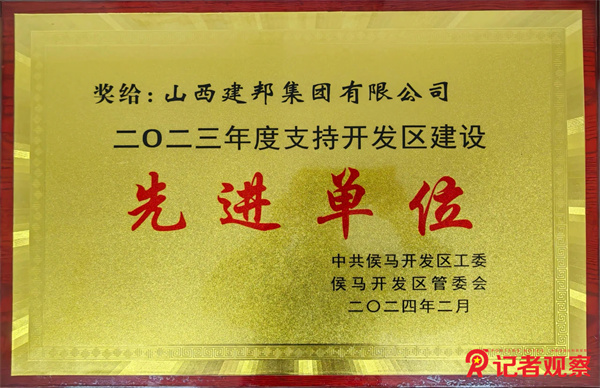 奖给：山西建邦集团有限公司
二〇二三年度支持开发区建设
先进单位
中共侯马开发区工委
侯马开发区管委会
二〇二四年二月
记者观察